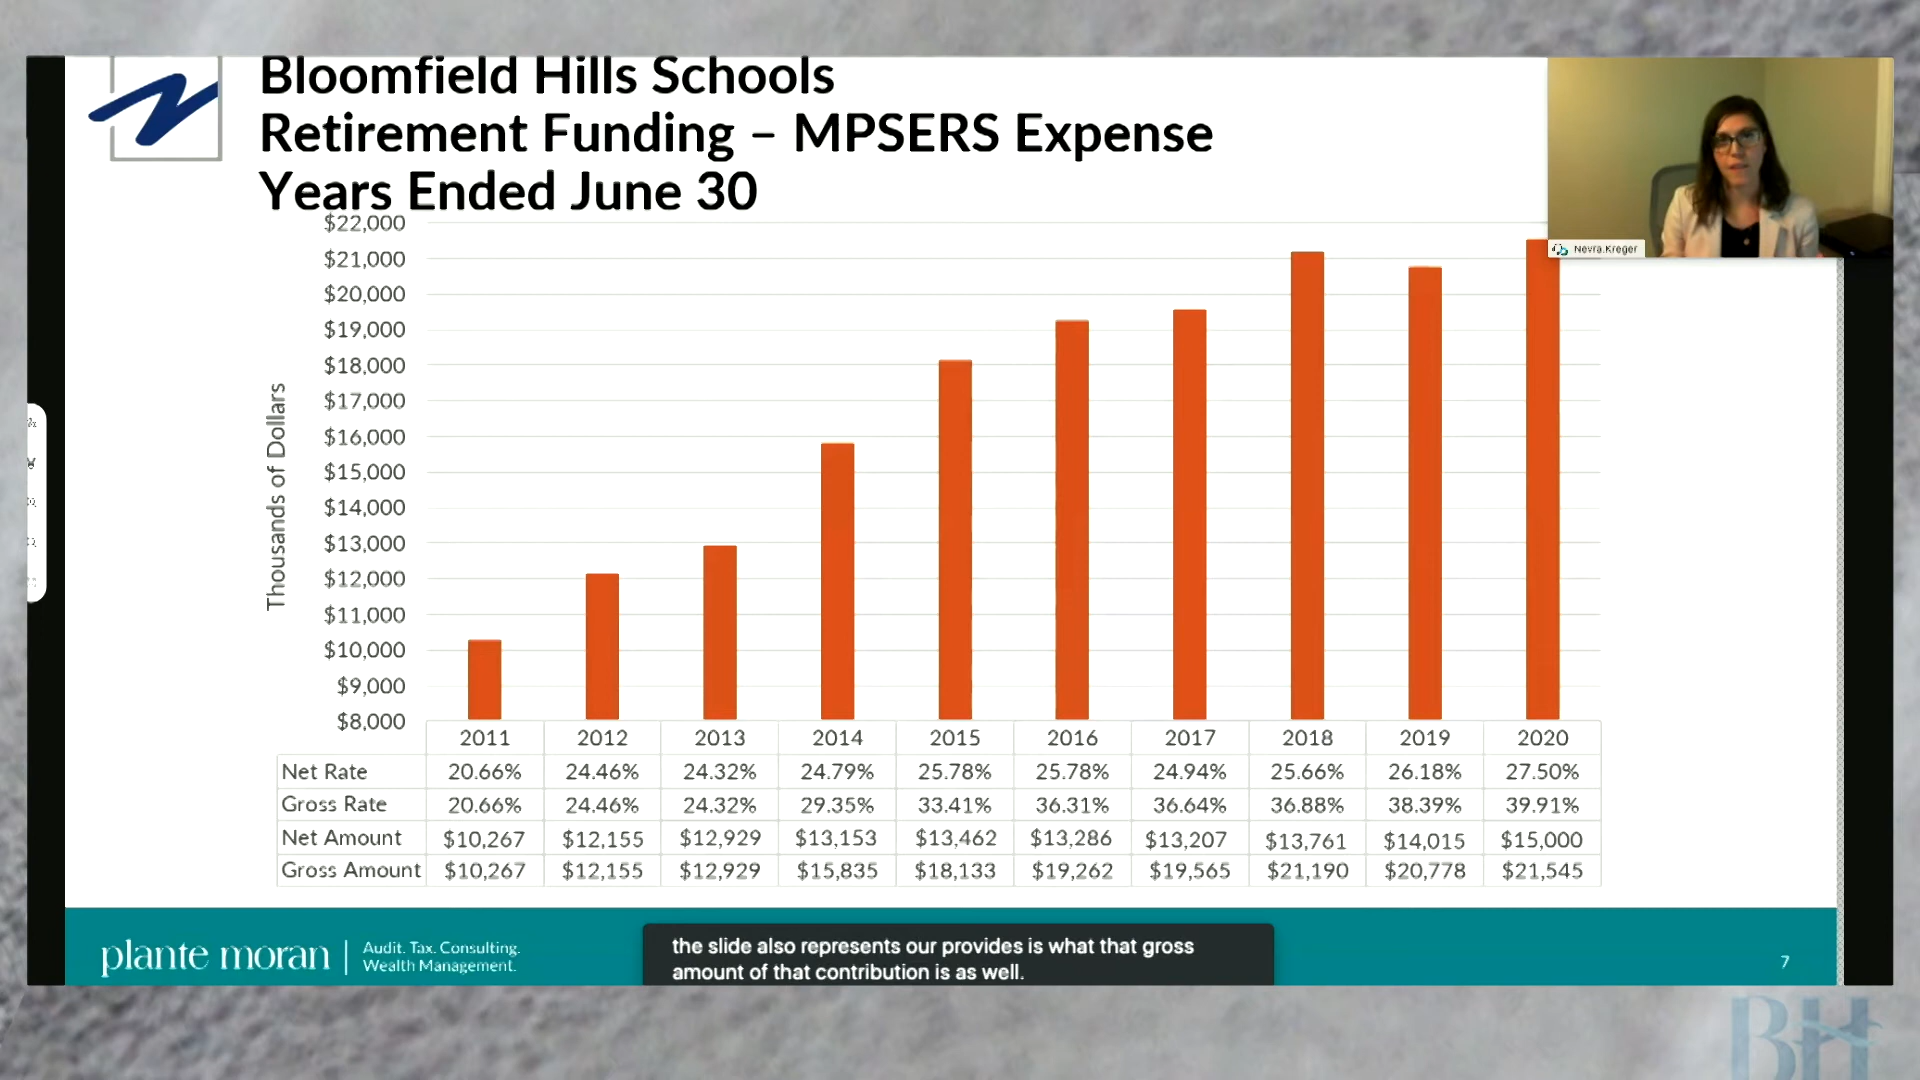 Bloomfield Hills Schools
Retirement Funding – MPSERS Expense
Years Ended June 30
Nevra.Kreger
Thousands of Dollars
$22,000
$21,000
$20,000
$19,000
$18,000
$17,000
$16,000
$15,000
$14,000
$13,000
$12,000
$11,000
$10,000
$9,000
$8,000
2011 2012 2013 2014 2015 2016 2017 2018 2019 2020
Net Rate 20.66% 24.46% 24.32% 24.79% 25.78% 25.78% 24.94% 25.66% 26.18% 27.50%
Gross Rate 20.66% 24.46% 24.32% 29.35% 33.41% 36.31% 36.64% 36.88% 38.39% 39.91%
Net Amount $10,267 $12,155 $12,929 $13,153 $13,462 $13,286 $13,207 $13,761 $14,015 $15,000
Gross Amount $10,267 $12,155 $12,929 $15,835 $18,133 $19,262 $19,565 $21,190 $20,778 $21,545
plante moran
Audit. Tax. Consulting.
Wealth Management.
the slide also represents our provides is what that gross
amount of that contribution is as well.
7
BH